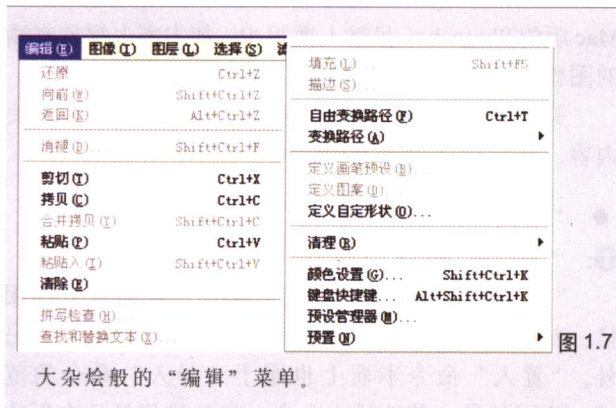 编辑(E) 图像(I) 图层(L) 选择(S) 滤
还原 Ctrl+Z
向前(W) Shift+Ctrl+Z
返回(K) Alt+Ctrl+Z
消褪(D)... Shift+Ctrl+F
剪切(T) Ctrl+X
拷贝(C) Ctrl+C
合并拷贝(Y) Shift+Ctrl+C
粘贴(P) Ctrl+V
粘贴入(I) Shift+Ctrl+V
清除(E)
拼写检查(H)...
查找和替换文本(X)...
填充(L)... Shift+F5
描边(S)...
自由变换路径(F) Ctrl+T
变换路径(A)
定义画笔预设(B)...
定义图案(Q)...
定义自定形状(O)...
清理(R)
颜色设置(G)... Shift+Ctrl+K
键盘快捷键... Alt+Shift+Ctrl+K
预设管理器(M)...
预置(N)
图 1.7
大杂烩般的“编辑”菜单。